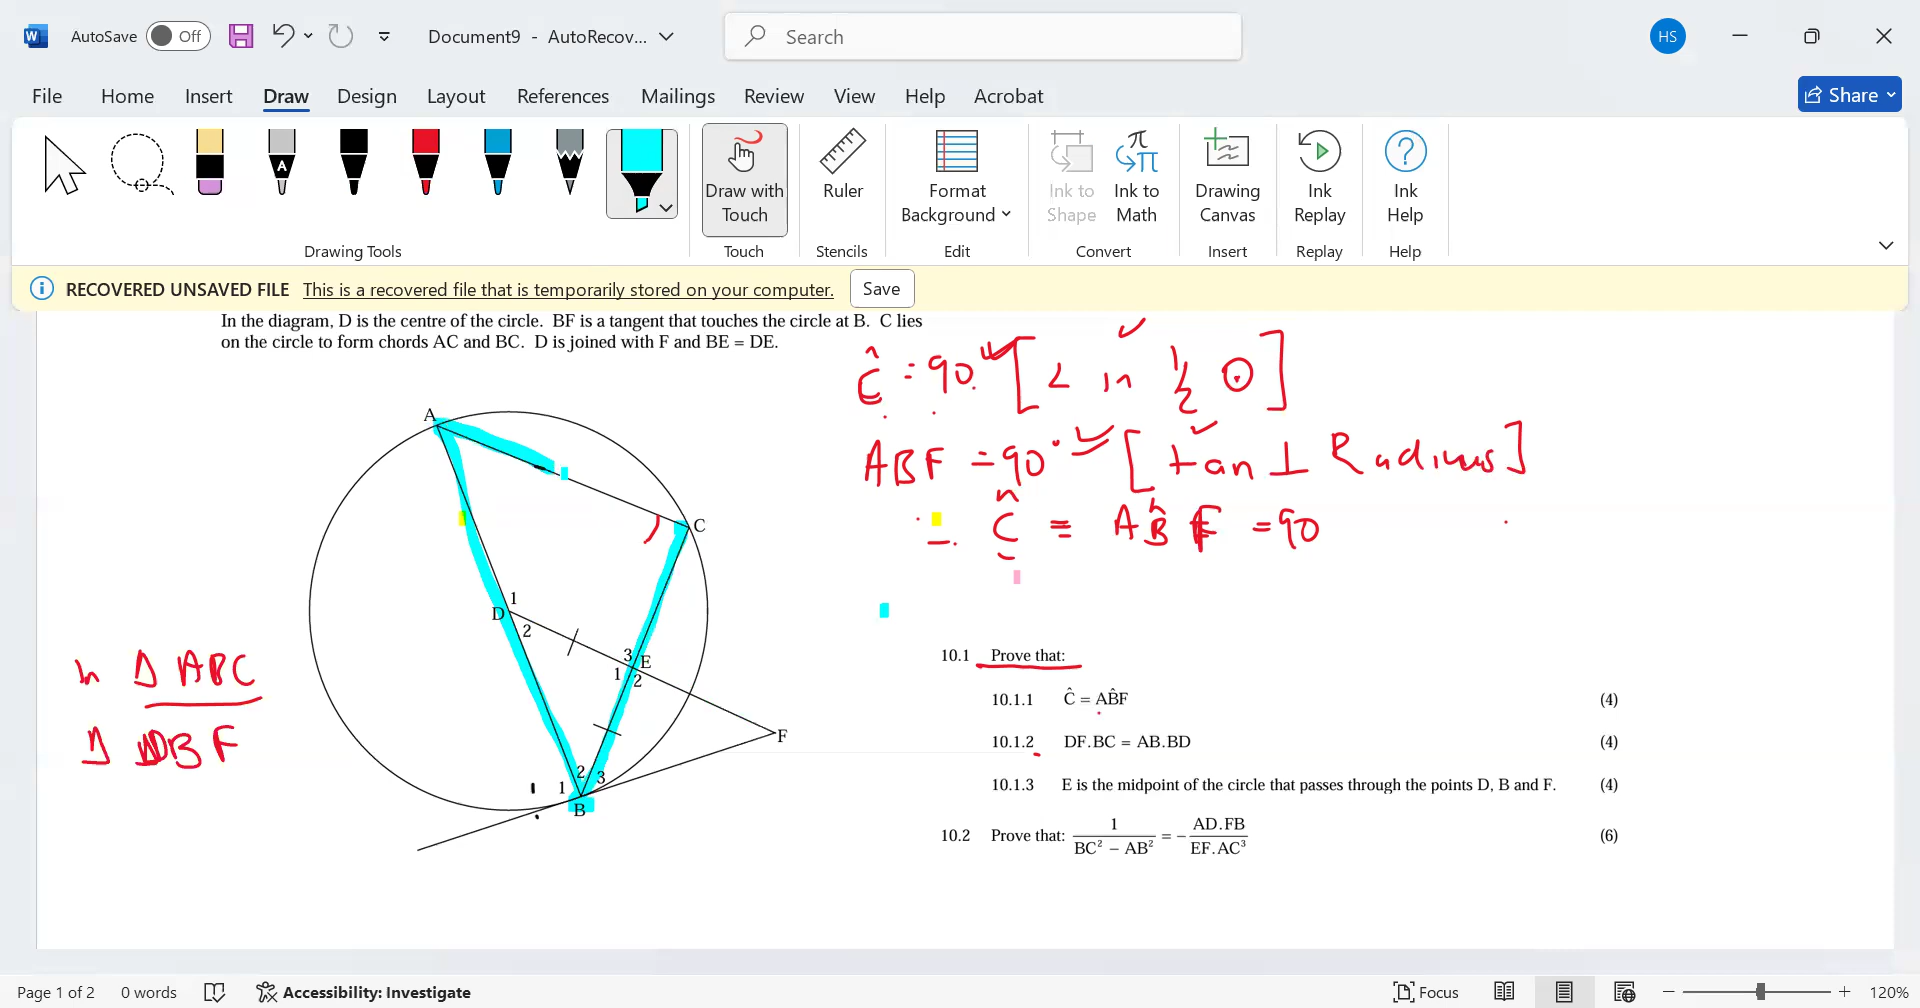 AutoSave Off Document9 - AutoRecov... Search HS
File Home Insert Draw Design Layout References Mailings Review View Help Acrobat Share
Draw with Touch
Ruler
Format Background
Ink to Shape
Ink to Math
Drawing Canvas
Ink Replay
Ink Help
Drawing Tools Touch Stencils Edit Convert Insert Replay Help
RECOVERED UNSAVED FILE This is a recovered file that is temporarily stored on your computer. Save
In the diagram, D is the centre of the circle. BF is a tangent that touches the circle at B. C lies
on the circle to form chords AC and BC. D is joined with F and BE = DE.
Ĉ = 90° [∠ in ½ ⊙]
ABF = 90° [tan ⊥ Radius]
Ĉ = AB̂F = 90
A
C
1
D
2
3 E
1 2
F
2 3
1
B
In Δ ABC
Δ DBF
10.1 Prove that:
10.1.1 Ĉ = AB̂F (4)
10.1.2 DF.BC = AB.BD (4)
10.1.3 E is the midpoint of the circle that passes through the points D, B and F. (4)
10.2 Prove that: 1/(BC² − AB²) = − AD.FB/(EF.AC³) (6)
Page 1 of 2 0 words Accessibility: Investigate Focus 120%